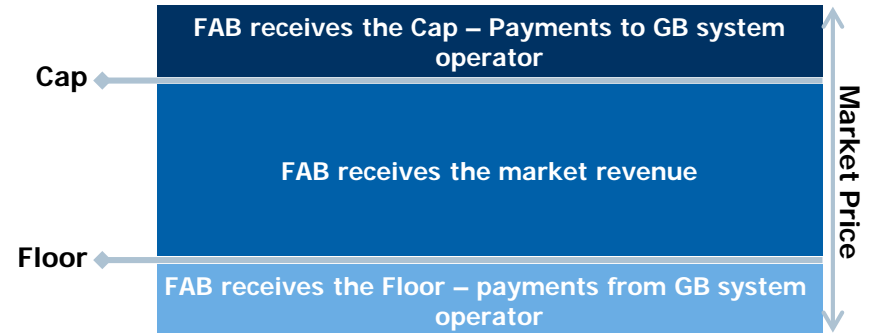 FAB receives the Cap – Payments to GB system
operator
Cap
FAB receives the market revenue
Market Price
Floor
FAB receives the Floor – payments from GB system
operator